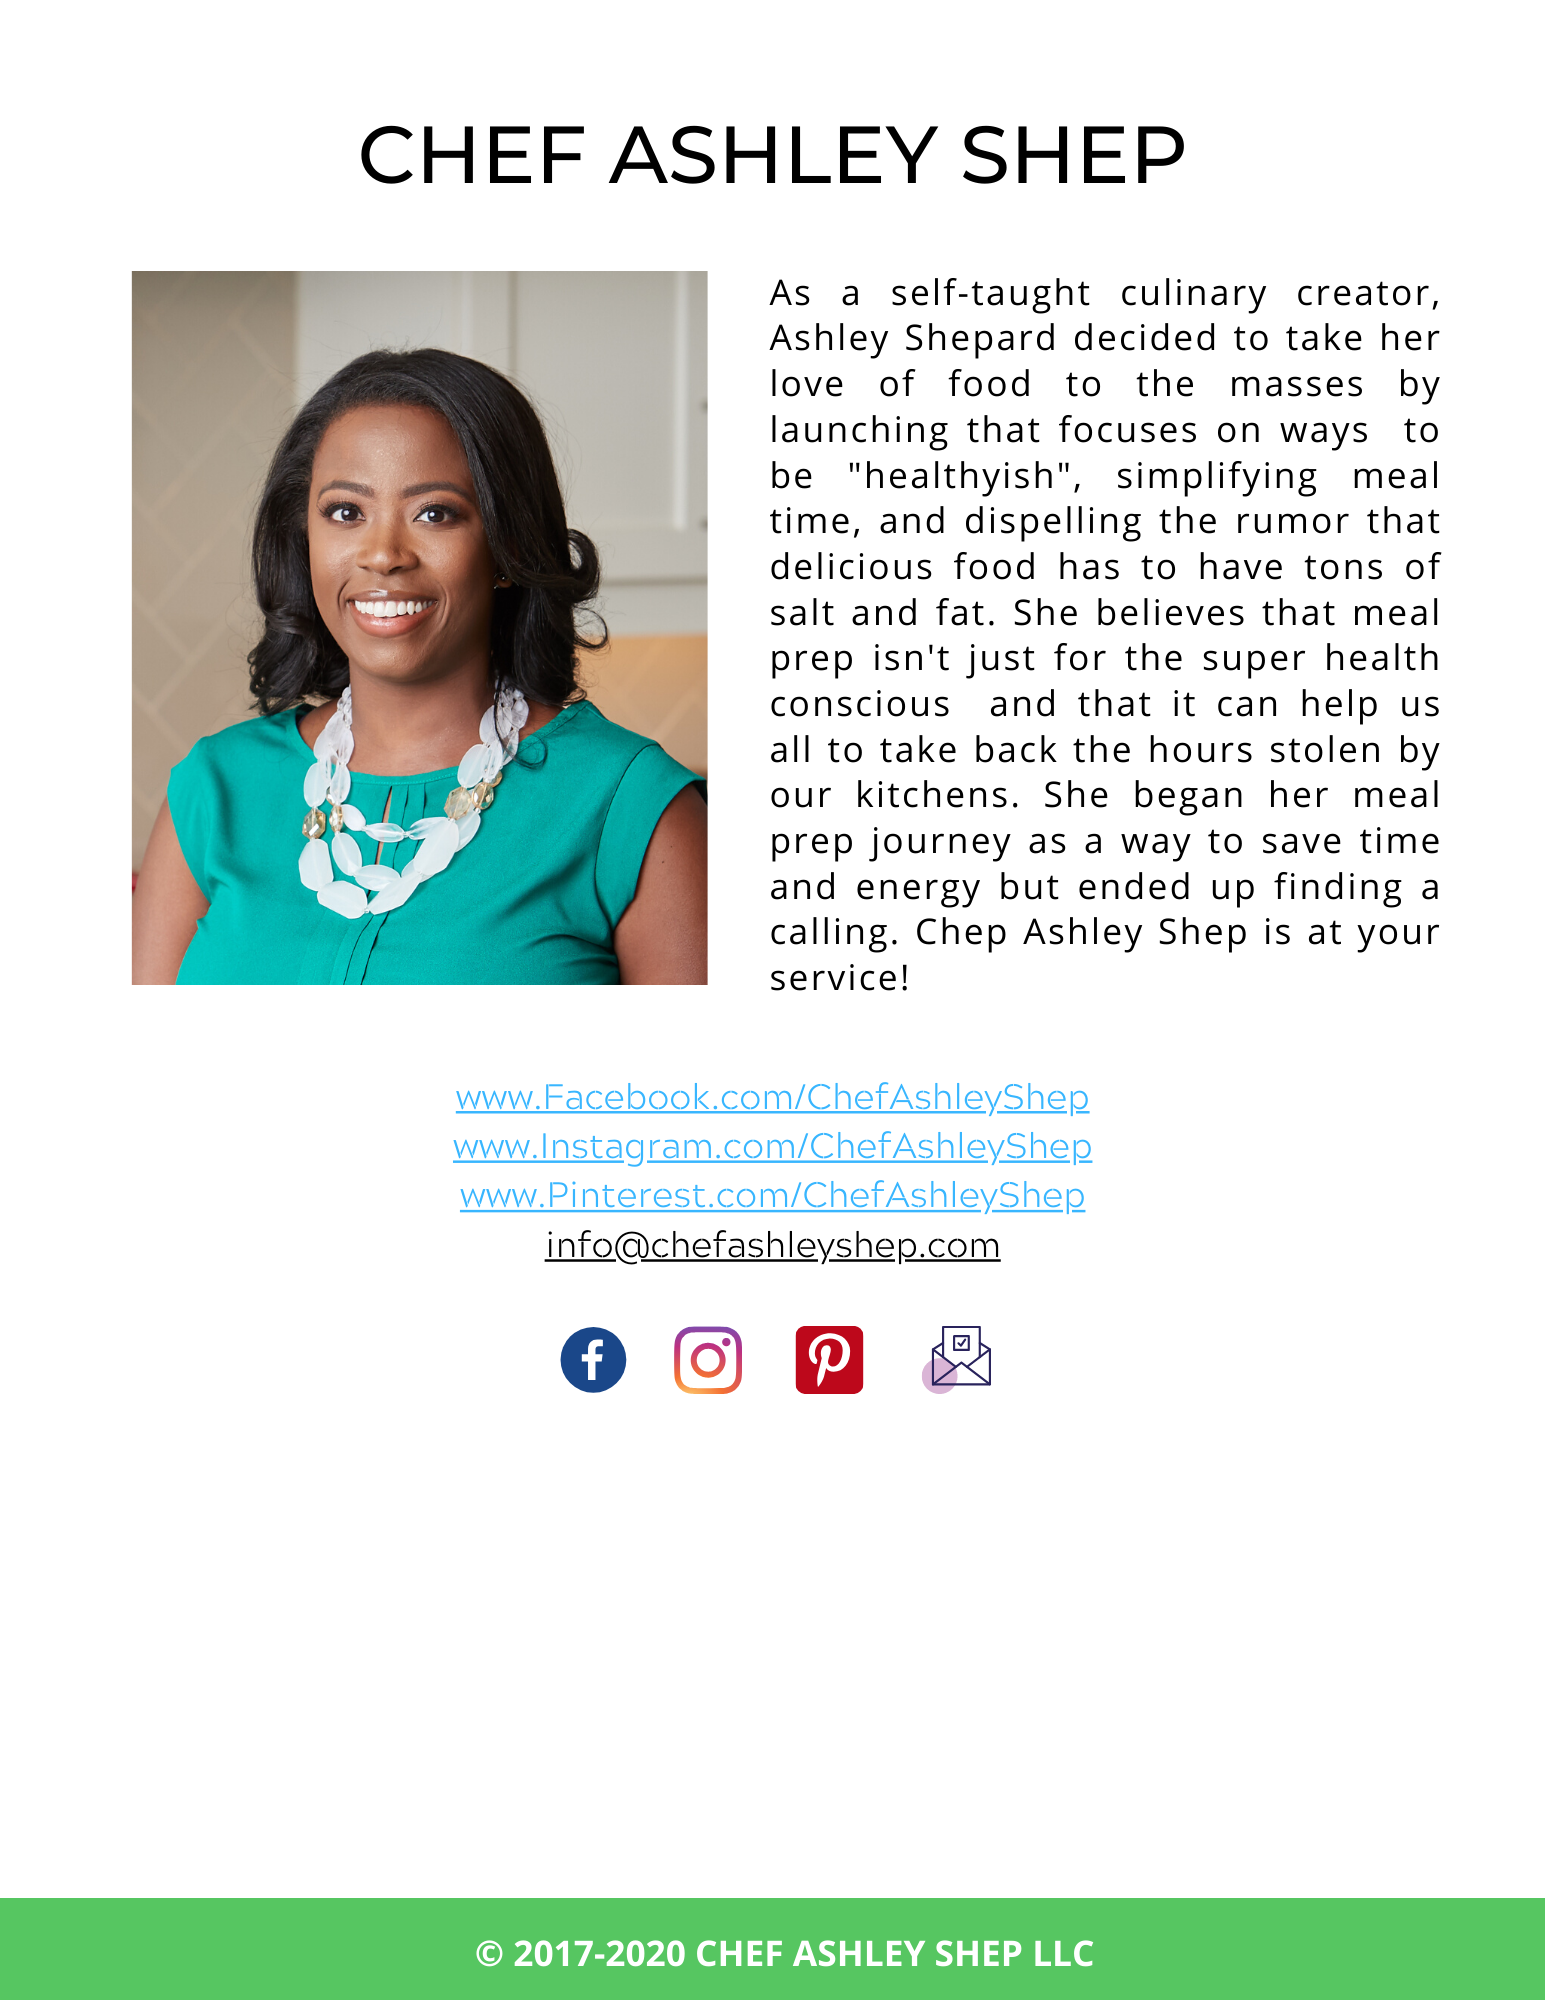 CHEF ASHLEY SHEP
As a self-taught culinary creator,
Ashley Shepard decided to take her
love of food to the masses by
launching that focuses on ways to
be "healthyish", simplifying meal
time, and dispelling the rumor that
delicious food has to have tons of
salt and fat. She believes that meal
prep isn't just for the super health
conscious and that it can help us
all to take back the hours stolen by
our kitchens. She began her meal
prep journey as a way to save time
and energy but ended up finding a
calling. Chep Ashley Shep is at your
service!
www.Facebook.com/ChefAshleyShep
www.Instagram.com/ChefAshleyShep
www.Pinterest.com/ChefAshleyShep
info@chefashleyshep.com
© 2017-2020 CHEF ASHLEY SHEP LLC